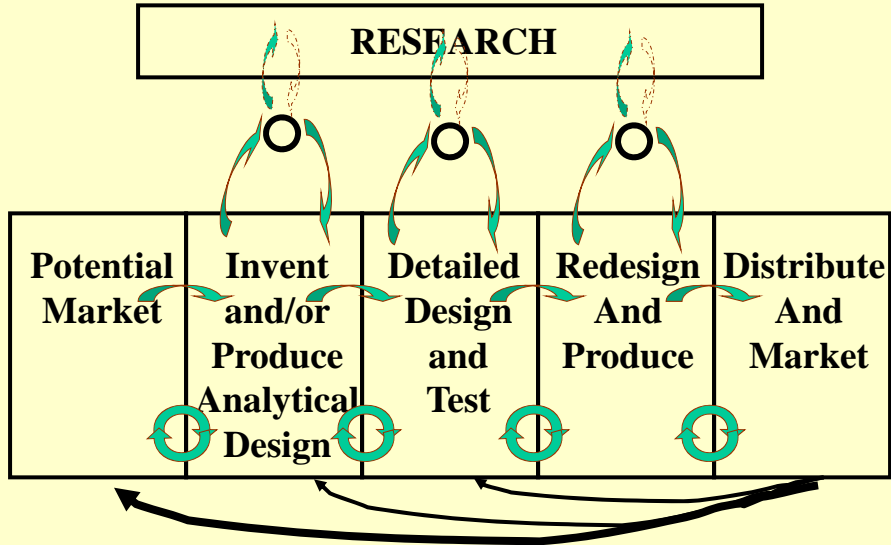 RESEARCH
Potential
Market
Invent
and/or
Produce
Analytical
Design
Detailed
Design
and
Test
Redesign
And
Produce
Distribute
And
Market